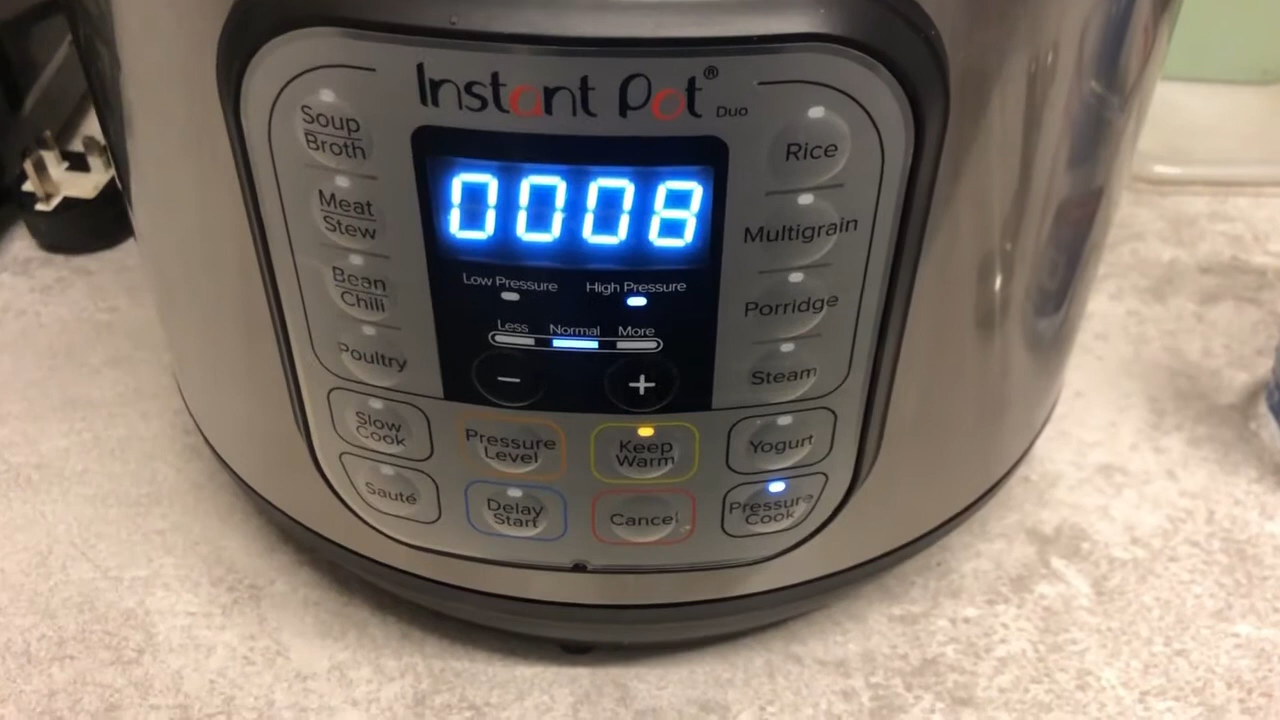 Instant Pot® Duo
Soup
Broth
Meat
Stew
Bean
Chili
Poultry
0008
Low Pressure High Pressure
Less Normal More
− +
Rice
Multigrain
Porridge
Steam
Slow
Cook
Pressure
Level
Keep
Warm
Yogurt
Sauté
Delay
Start
Cancel
Pressure
Cook